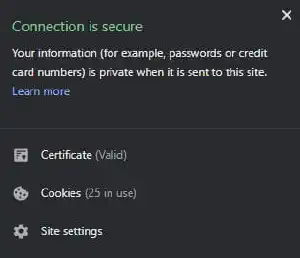 Connection is secure
Your information (for example, passwords or credit
card numbers) is private when it is sent to this site.
Learn more
Certificate (Valid)
Cookies (25 in use)
Site settings